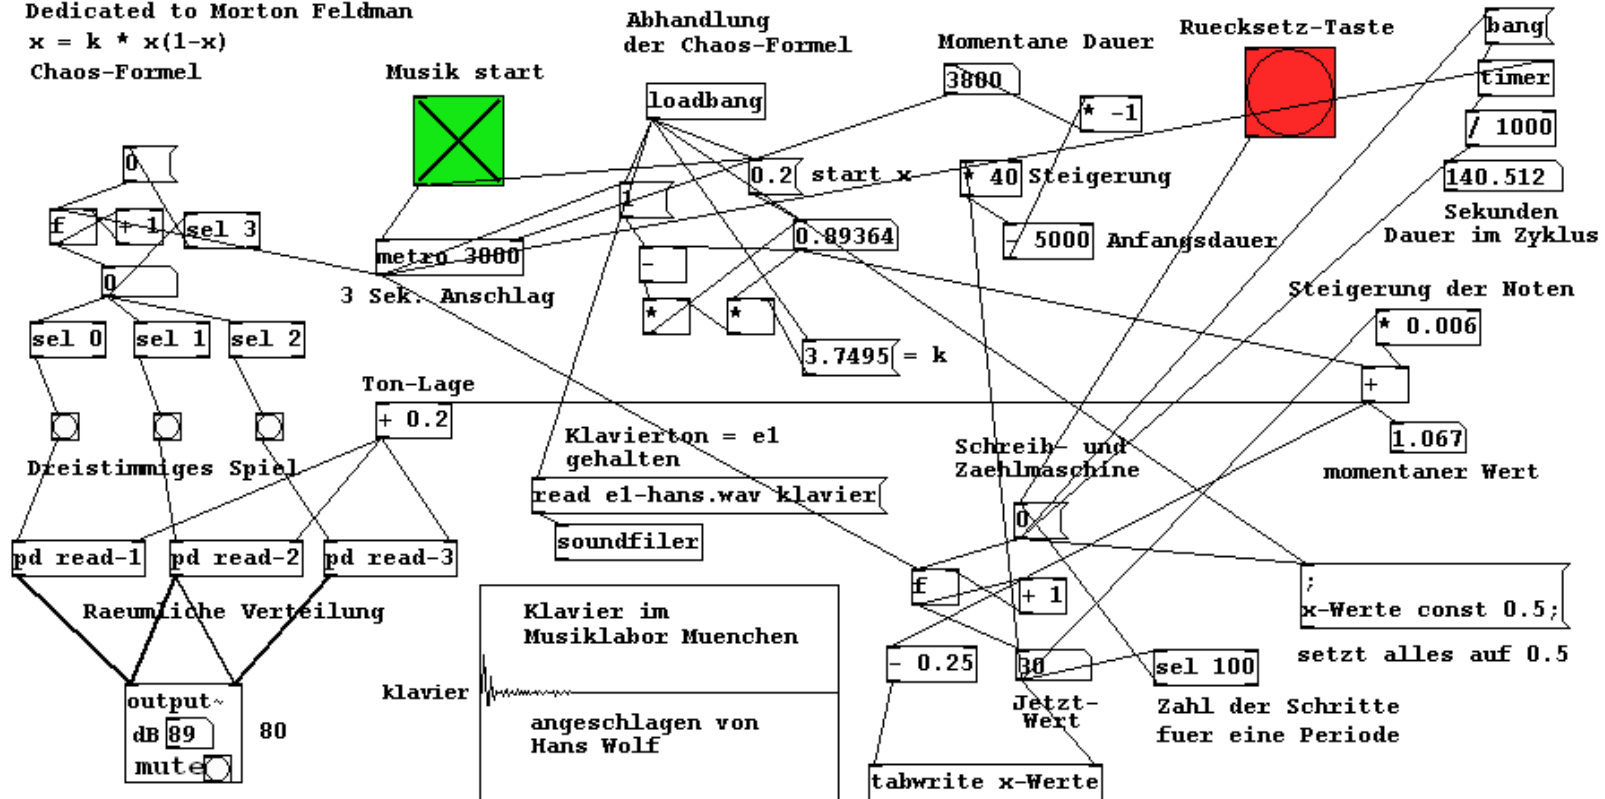 Dedicated to Morton Feldman
x = k * x(1-x)
Chaos-Formel
Musik start
Abhandlung
der Chaos-Formel
Momentane Dauer
Ruecksetz-Taste
bang
timer
/ 1000
140.512
Sekunden
Dauer im Zyklus
loadbang
3800
* -1
0
f
+ 1
sel 3
0
metro 3000
3 Sek. Anschlag
1
0.2
start x
* 40
Steigerung
0.89364
- 5000
Anfangsdauer
-
*
*
3.7495
= k
Steigerung der Noten
* 0.006
+
1.067
momentaner Wert
sel 0
sel 1
sel 2
Ton-Lage
+ 0.2
Dreistimmiges Spiel
Klavierton = e1
gehalten
read e1-hans.wav klavier
soundfiler
Schreib- und
Zaehlmaschine
0
pd read-1
pd read-2
pd read-3
f
+ 1
;
x-Werte const 0.5;
setzt alles auf 0.5
Raeumliche Verteilung
Klavier im
Musiklabor Muenchen
klavier
angeschlagen von
Hans Wolf
- 0.25
30
sel 100
Jetzt-
Wert
Zahl der Schritte
fuer eine Periode
output~
dB 89
mute
80
tabwrite x-Werte